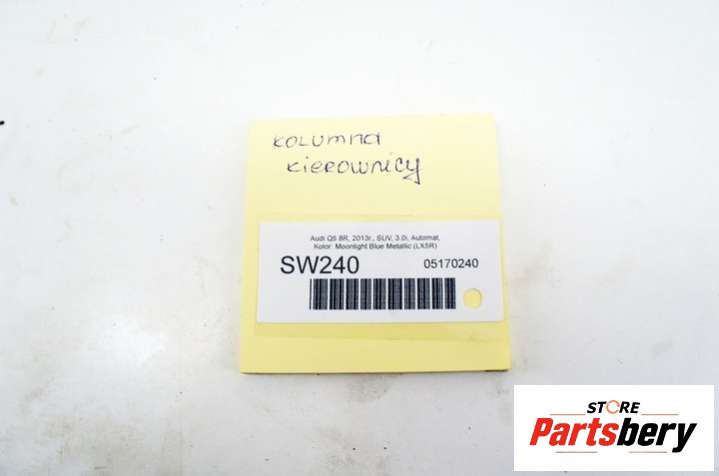 kolumna
kierownicy
Audi Q5 8R, 2013r., SUV, 3.0i, Automat,
Kolor: Moonlight Blue Metallic (LX5R)
SW240 05170240
STORE
Partsbery